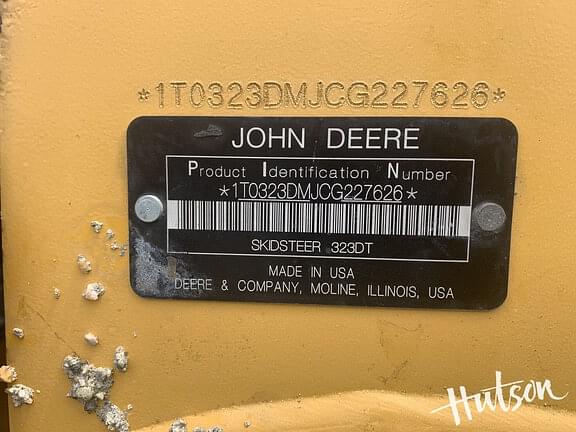 *1T0323DMJCG227626*
JOHN DEERE
Product Identification Number
*1T0323DMJCG227626*
SKIDSTEER 323DT
MADE IN USA
DEERE & COMPANY, MOLINE, ILLINOIS, USA
Hutson